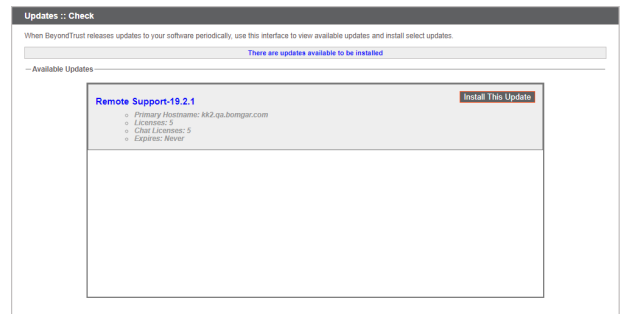 Updates :: Check
When BeyondTrust releases updates to your software periodically, use this interface to view available updates and install select updates.
There are updates available to be installed
Available Updates
Remote Support-19.2.1
Install This Update
Primary Hostname: kk2.qa.bomgar.com
Licenses: 5
Chat Licenses: 5
Expires: Never